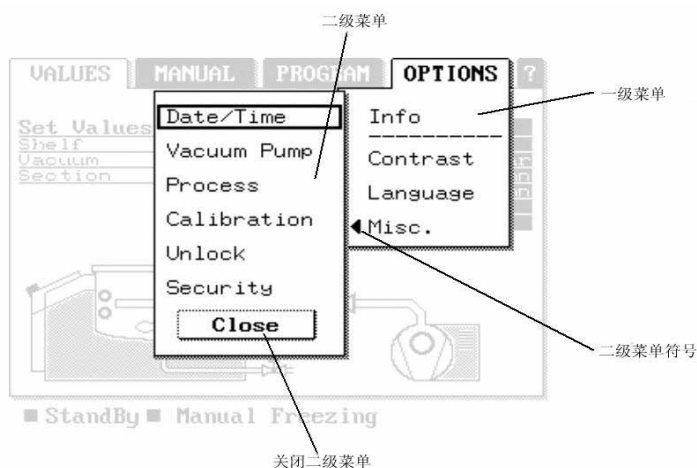 二级菜单
VALUES MANUAL PROGRAM OPTIONS ?
一级菜单
Set Values
Shelf
Vacuum
Section
Date/Time
Vacuum Pump
Process
Calibration
Unlock
Security
Close
Info
Contrast
Language
Misc.
二级菜单符号
StandBy Manual Freezing
关闭二级菜单